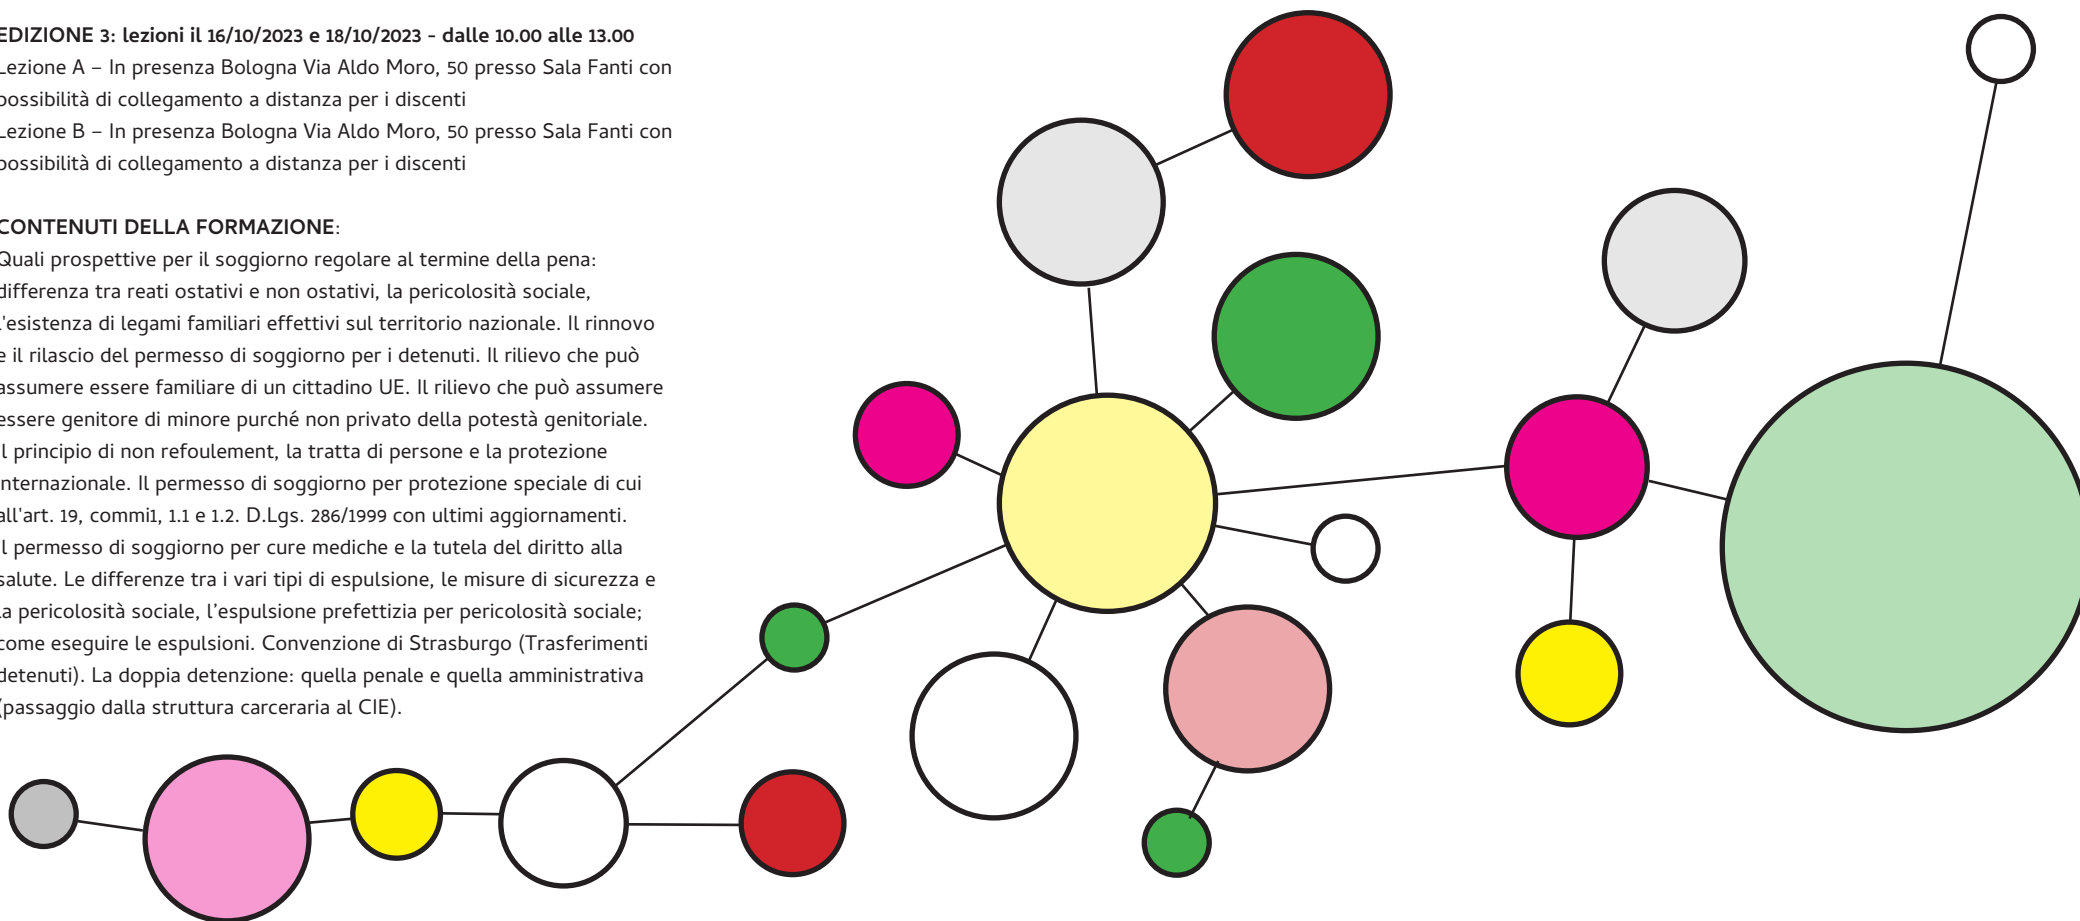 EDIZIONE 3: lezioni il 16/10/2023 e 18/10/2023 - dalle 10.00 alle 13.00
Lezione A – In presenza Bologna Via Aldo Moro, 50 presso Sala Fanti con
possibilità di collegamento a distanza per i discenti
Lezione B – In presenza Bologna Via Aldo Moro, 50 presso Sala Fanti con
possibilità di collegamento a distanza per i discenti
CONTENUTI DELLA FORMAZIONE:
Quali prospettive per il soggiorno regolare al termine della pena:
differenza tra reati ostativi e non ostativi, la pericolosità sociale,
l'esistenza di legami familiari effettivi sul territorio nazionale. Il rinnovo
e il rilascio del permesso di soggiorno per i detenuti. Il rilievo che può
assumere essere familiare di un cittadino UE. Il rilievo che può assumere
essere genitore di minore purché non privato della potestà genitoriale.
Il principio di non refoulement, la tratta di persone e la protezione
internazionale. Il permesso di soggiorno per protezione speciale di cui
all'art. 19, commi1, 1.1 e 1.2. D.Lgs. 286/1999 con ultimi aggiornamenti.
Il permesso di soggiorno per cure mediche e la tutela del diritto alla
salute. Le differenze tra i vari tipi di espulsione, le misure di sicurezza e
la pericolosità sociale, l’espulsione prefettizia per pericolosità sociale;
come eseguire le espulsioni. Convenzione di Strasburgo (Trasferimenti
detenuti). La doppia detenzione: quella penale e quella amministrativa
(passaggio dalla struttura carceraria al CIE).